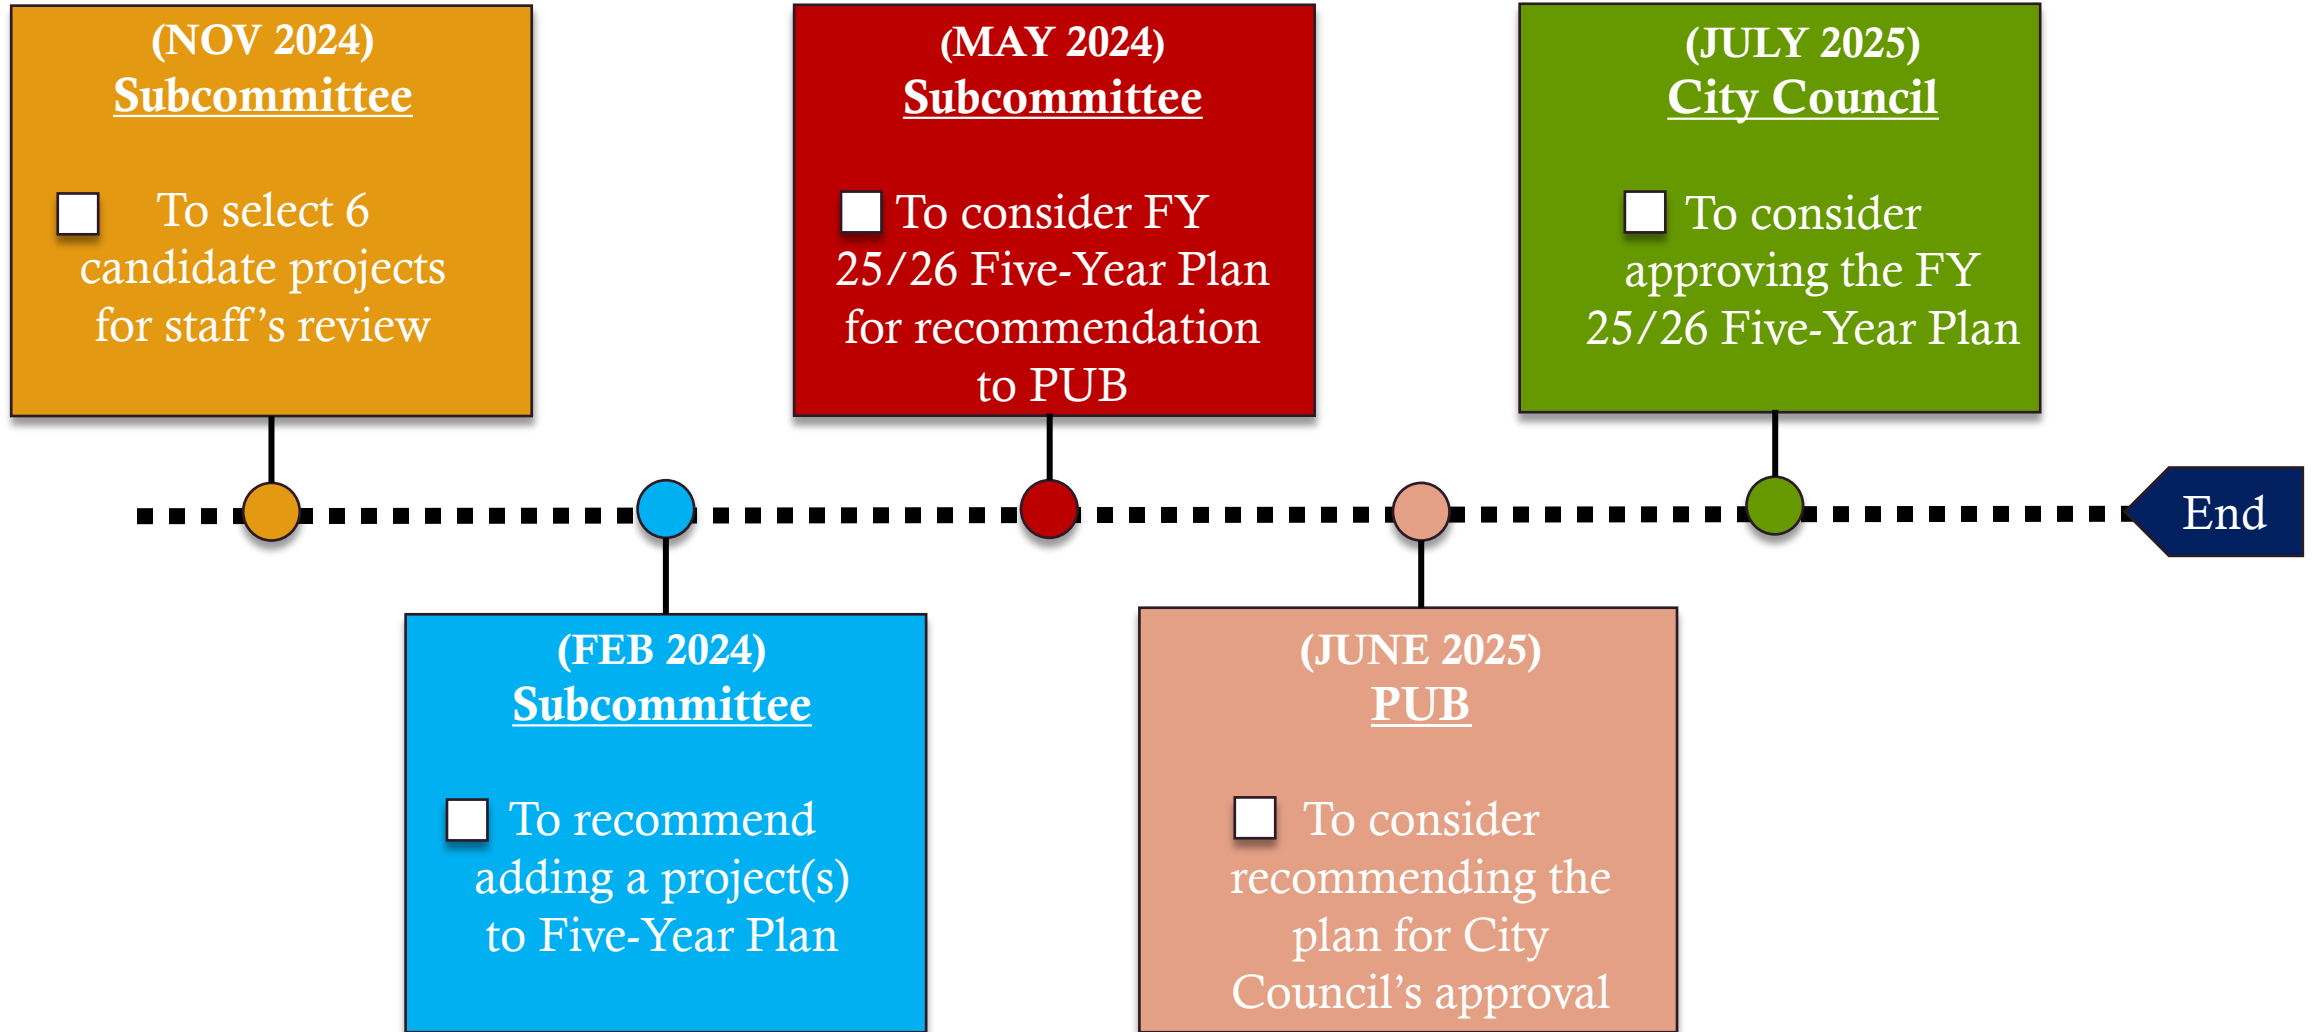 (NOV 2024)
Subcommittee
To select 6
candidate projects
for staff’s review
(MAY 2024)
Subcommittee
To consider FY
25/26 Five-Year Plan
for recommendation
to PUB
(JULY 2025)
City Council
To consider
approving the FY
25/26 Five-Year Plan
End
(FEB 2024)
Subcommittee
To recommend
adding a project(s)
to Five-Year Plan
(JUNE 2025)
PUB
To consider
recommending the
plan for City
Council’s approval